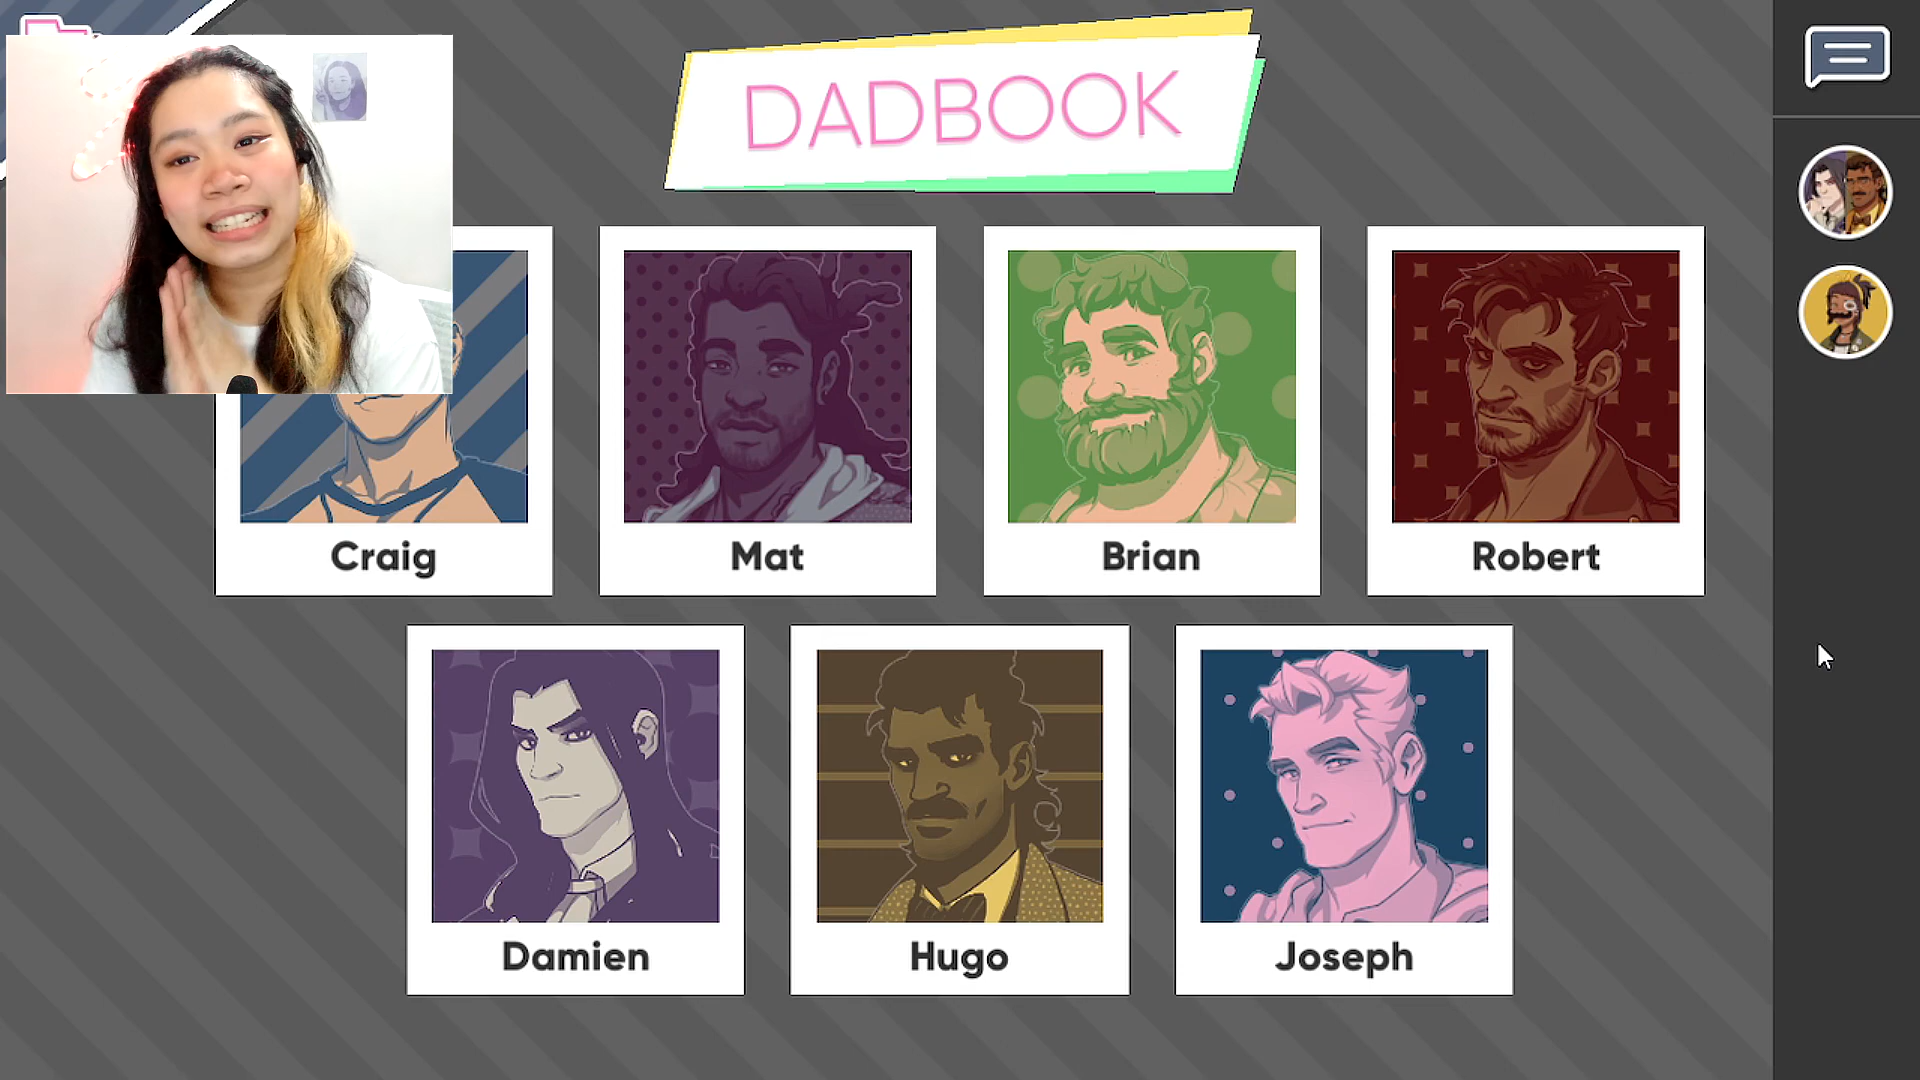 DADBOOK
Craig
Mat
Brian
Robert
Damien
Hugo
Joseph